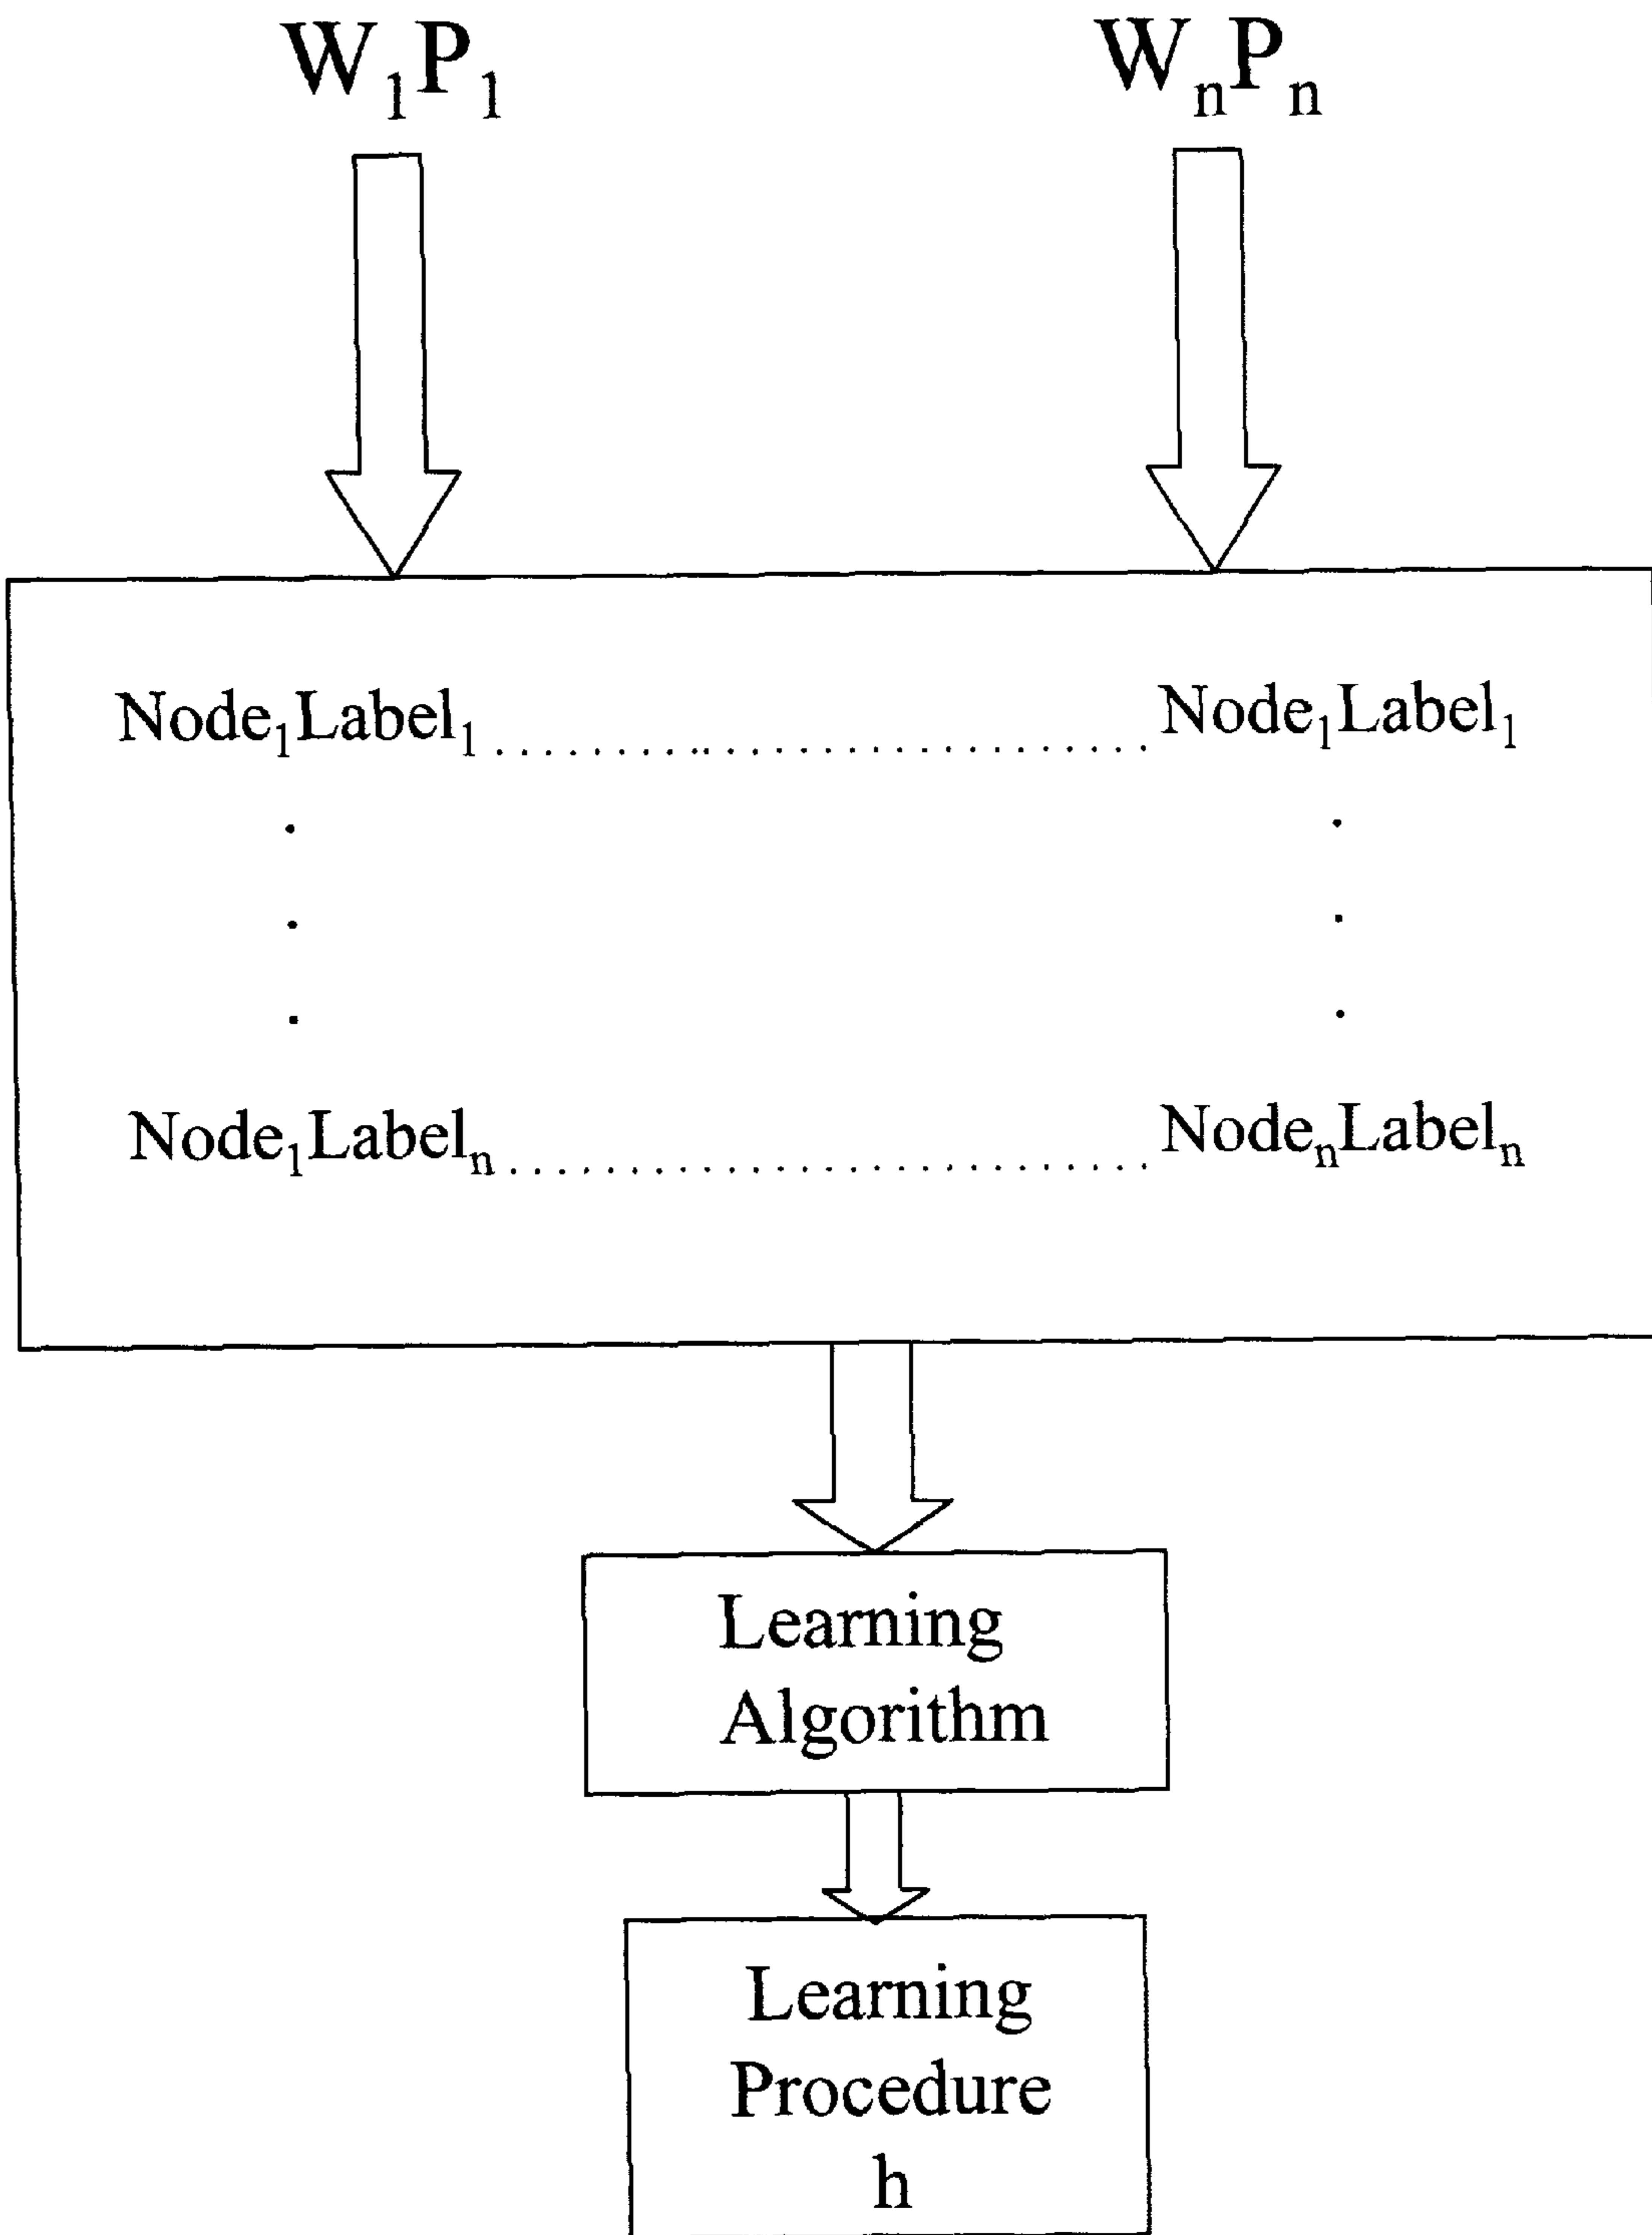 W₁P₁ WₙPₙ
Node₁Label₁ .......................... Node₁Label₁
.
.
.
.
.
.
Node₁Labelₙ .......................... NodeₙLabelₙ
Learning
Algorithm
Learning
Procedure
h